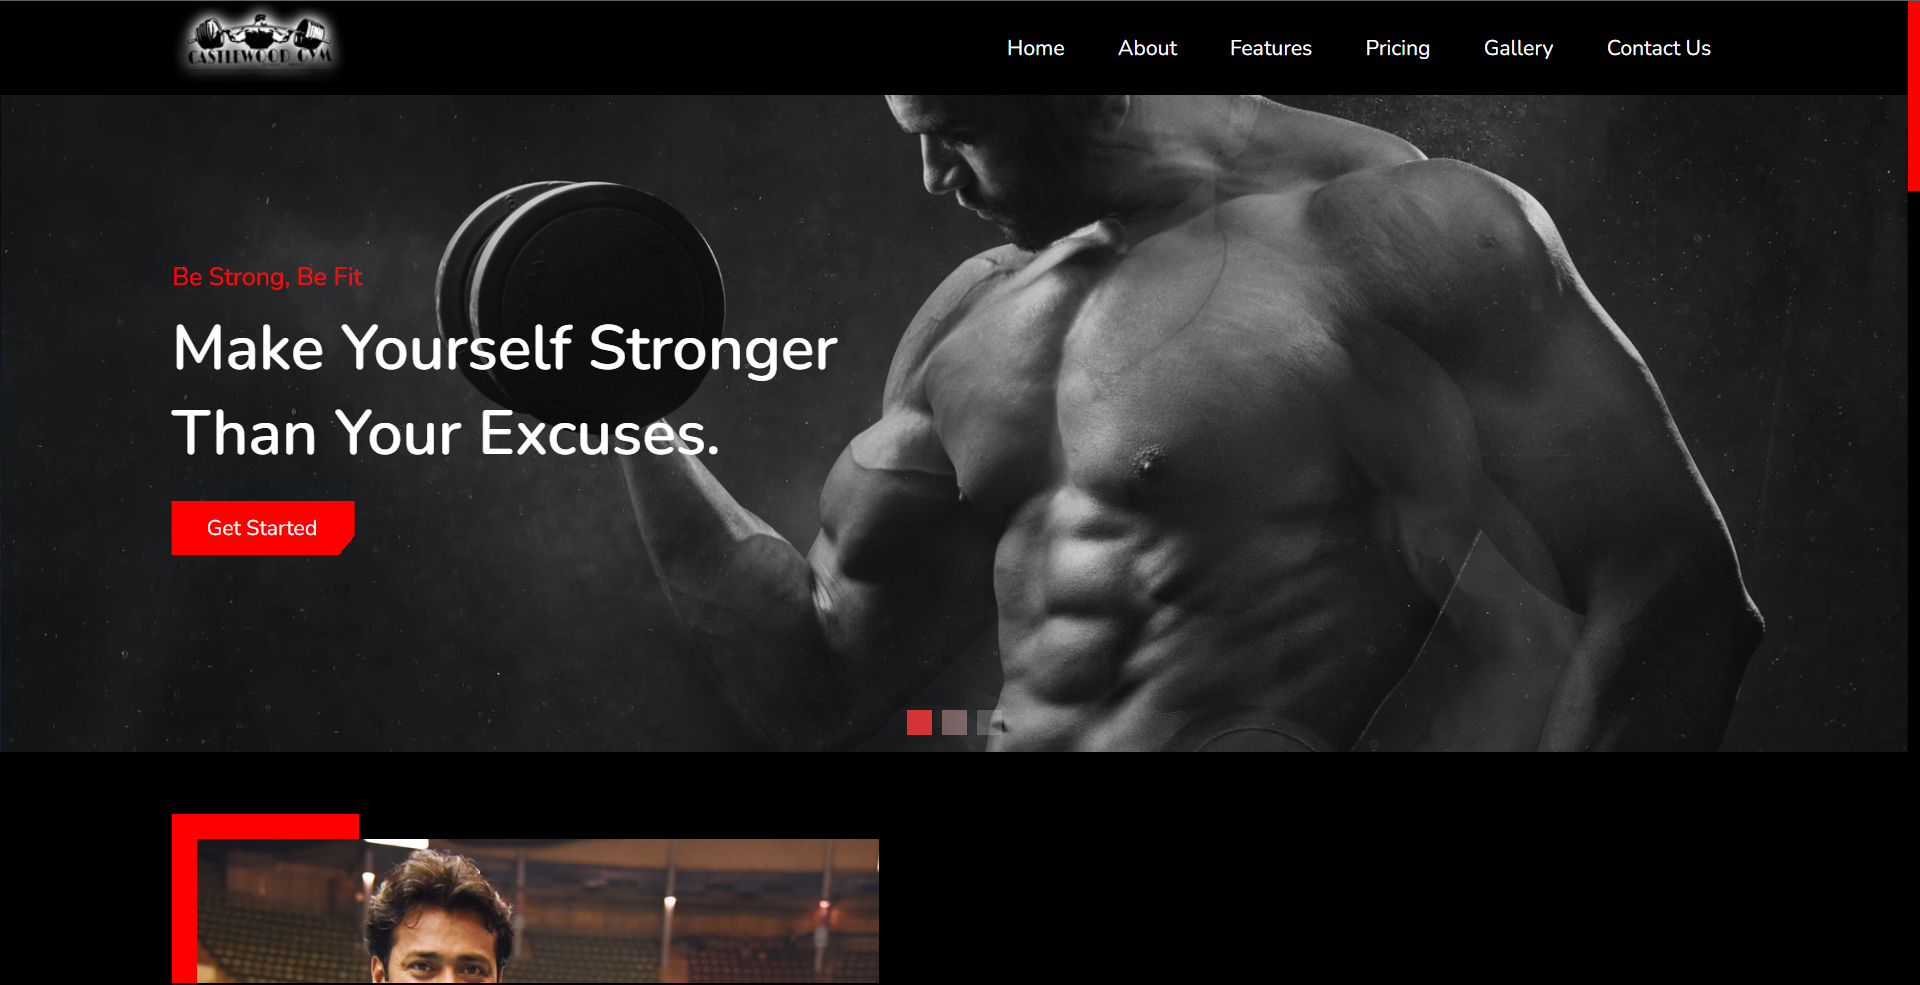 CASTLEWOOD GYM
Home
About
Features
Pricing
Gallery
Contact Us
Be Strong, Be Fit
Make Yourself Stronger
Than Your Excuses.
Get Started